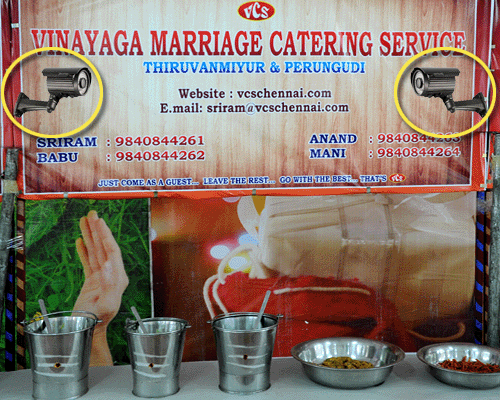 VCS
VINAYAGA MARRIAGE CATERING SERVICE
THIRUVANMIYUR & PERUNGUDI
Website : vcschennai.com
E.mail: sriram@vcschennai.com
SRIRAM : 9840844261
BABU : 9840844262
ANAND :
MANI : 9840844264
JUST COME AS A GUEST... LEAVE THE REST... GO WITH THE BEST... THAT'S VCS